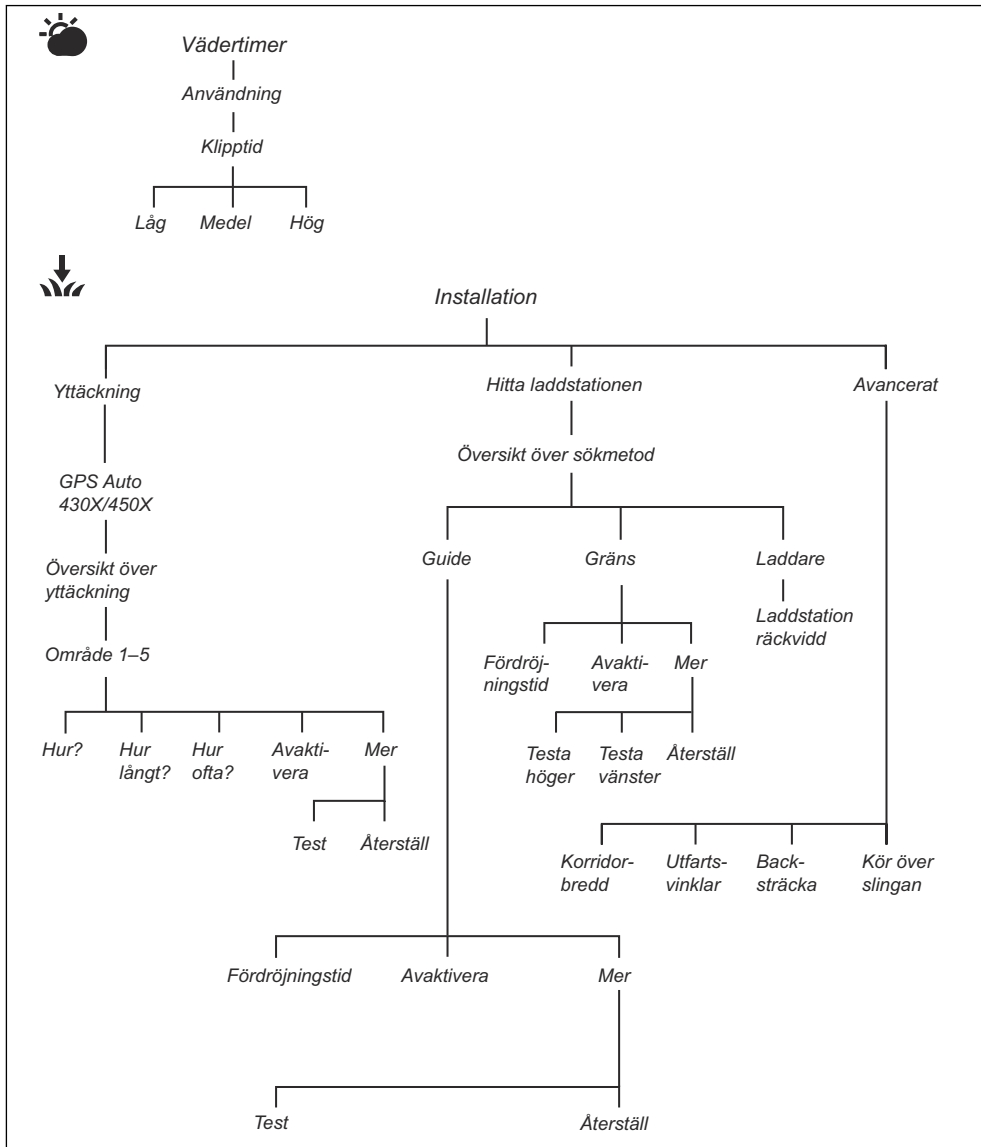 Vädertimer
Användning
Klipptid
Låg Medel Hög
Installation
Yttäckning Hitta laddstationen Avancerat
Översikt över sökmetod
GPS Auto
430X/450X
Guide Gräns Laddare
Översikt över
yttäckning
Laddstation
räckvidd
Område 1–5
Fördröj-
ningstid
Avakti-
vera
Mer
Hur?
Hur
långt?
Hur
ofta?
Avakti-
vera
Mer
Testa
höger
Testa
vänster
Återställ
Test Återställ
Korridor-
bredd
Utfarts-
vinklar
Back-
sträcka
Kör över
slingan
Fördröjningstid Avaktivera Mer
Test Återställ